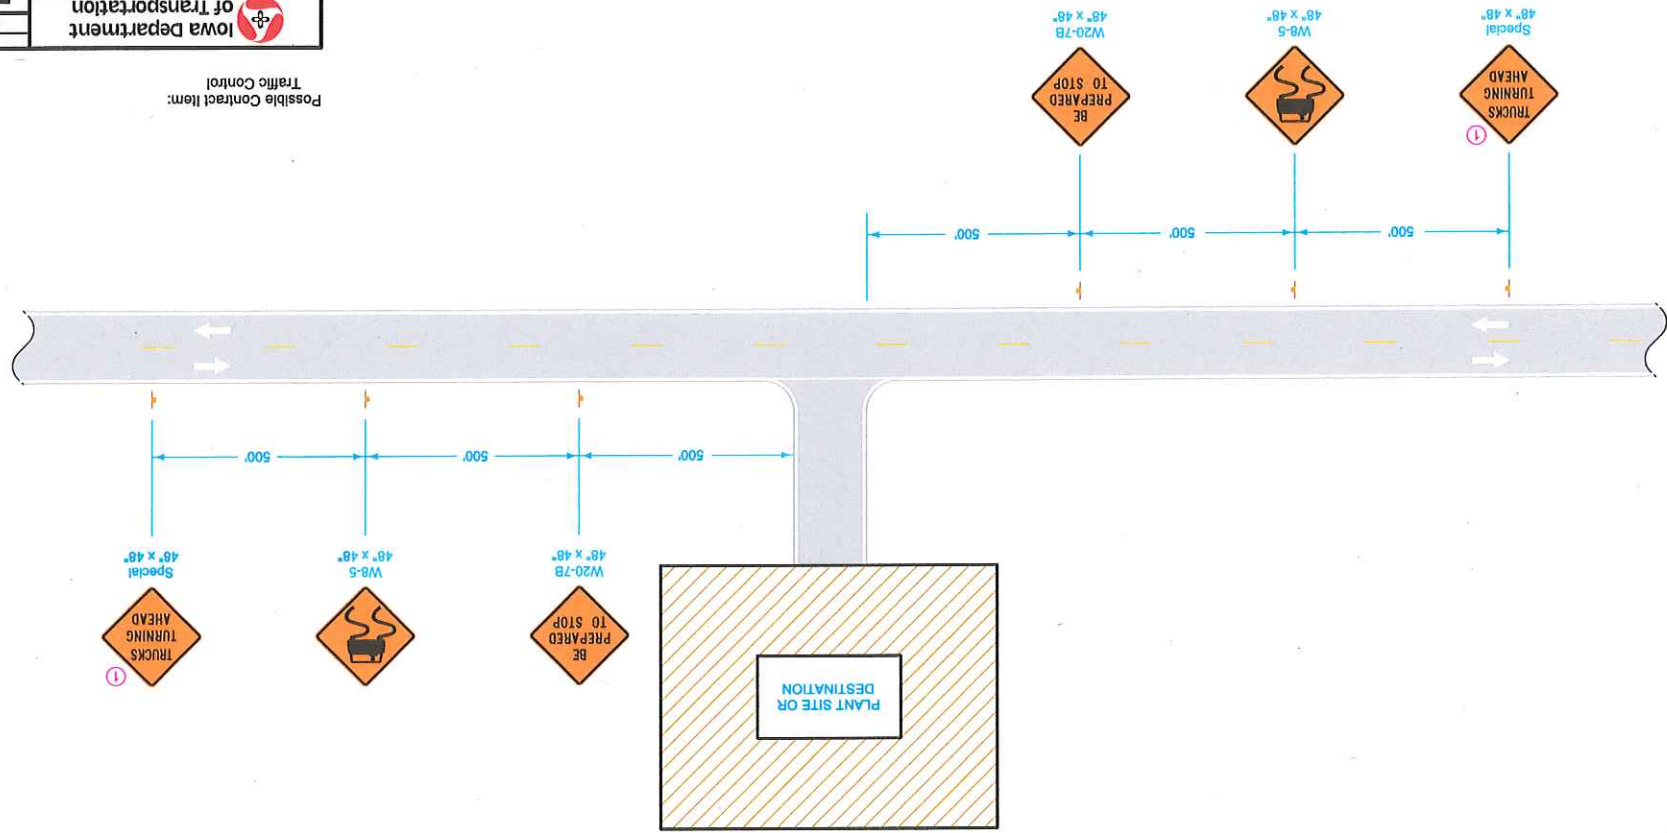 PLANT SITE OR
DESTINATION
BE
PREPARED
TO STOP
W20-7B
48" x 48"
W8-5
48" x 48"
①
TRUCKS
TURNING
AHEAD
Special
48" x 48"
500'
500'
500'
500'
500'
500'
①
TRUCKS
TURNING
AHEAD
Special
48" x 48"
W8-5
48" x 48"
BE
PREPARED
TO STOP
W20-7B
48" x 48"
Possible Contract Item:
Traffic Control
Iowa Department
of Transportation